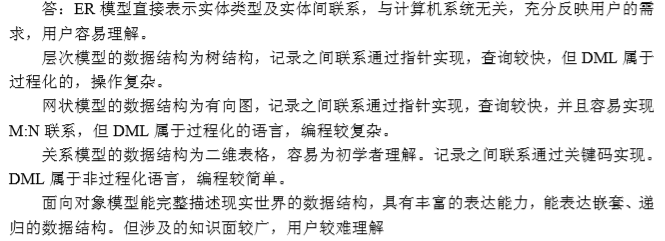 答：ER 模型直接表示实体类型及实体间联系，与计算机系统无关，充分反映用户的需
求，用户容易理解。
层次模型的数据结构为树结构，记录之间联系通过指针实现，查询较快，但 DML 属于
过程化的，操作复杂。
网状模型的数据结构为有向图，记录之间联系通过指针实现，查询较快，并且容易实现
M:N 联系，但 DML 属于过程化的语言，编程较复杂。
关系模型的数据结构为二维表格，容易为初学者理解。记录之间联系通过关键码实现。
DML 属于非过程化语言，编程较简单。
面向对象模型能完整描述现实世界的数据结构，具有丰富的表达能力，能表达嵌套、递
归的数据结构。但涉及的知识面较广，用户较难理解